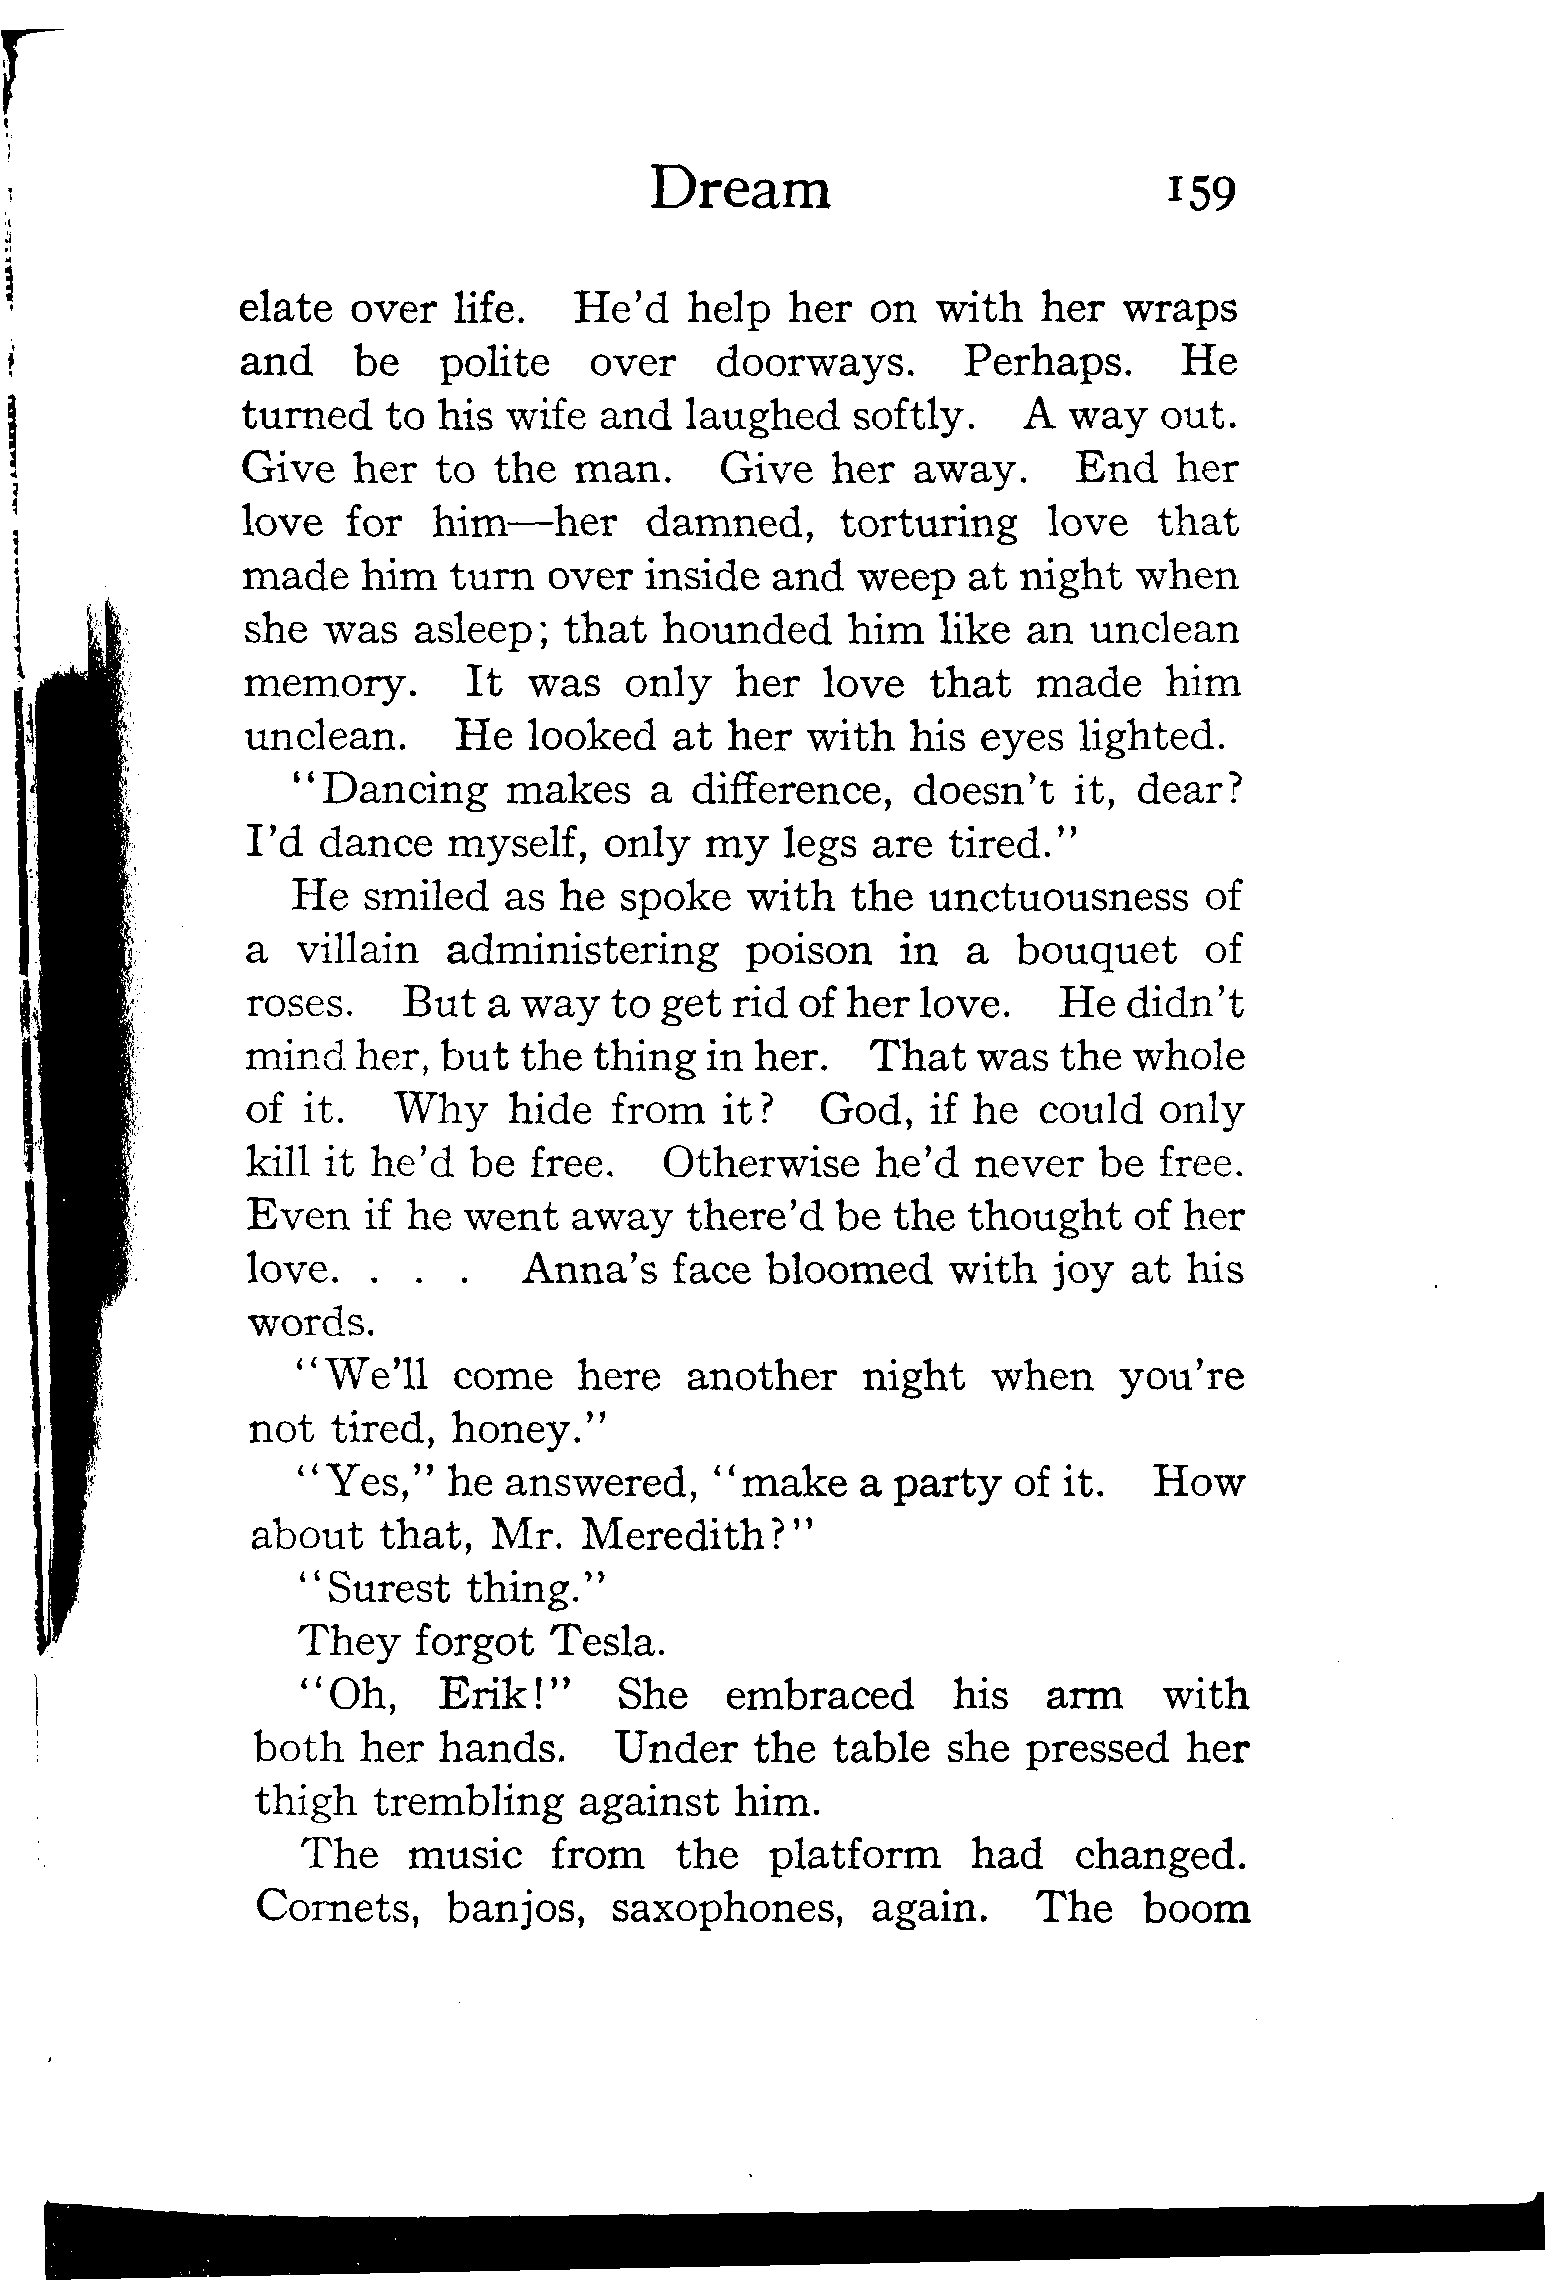 Dream 159
elate over life. He'd help her on with her wraps
and be polite over doorways. Perhaps. He
turned to his wife and laughed softly. A way out.
Give her to the man. Give her away. End her
love for him—her damned, torturing love that
made him turn over inside and weep at night when
she was asleep; that hounded him like an unclean
memory. It was only her love that made him
unclean. He looked at her with his eyes lighted.
"Dancing makes a difference, doesn't it, dear?
I'd dance myself, only my legs are tired."
He smiled as he spoke with the unctuousness of
a villain administering poison in a bouquet of
roses. But a way to get rid of her love. He didn't
mind her, but the thing in her. That was the whole
of it. Why hide from it? God, if he could only
kill it he'd be free. Otherwise he'd never be free.
Even if he went away there'd be the thought of her
love. . . . Anna's face bloomed with joy at his
words.
"We'll come here another night when you're
not tired, honey."
"Yes," he answered, "make a party of it. How
about that, Mr. Meredith?"
"Surest thing."
They forgot Tesla.
"Oh, Erik!" She embraced his arm with
both her hands. Under the table she pressed her
thigh trembling against him.
The music from the platform had changed.
Cornets, banjos, saxophones, again. The boom